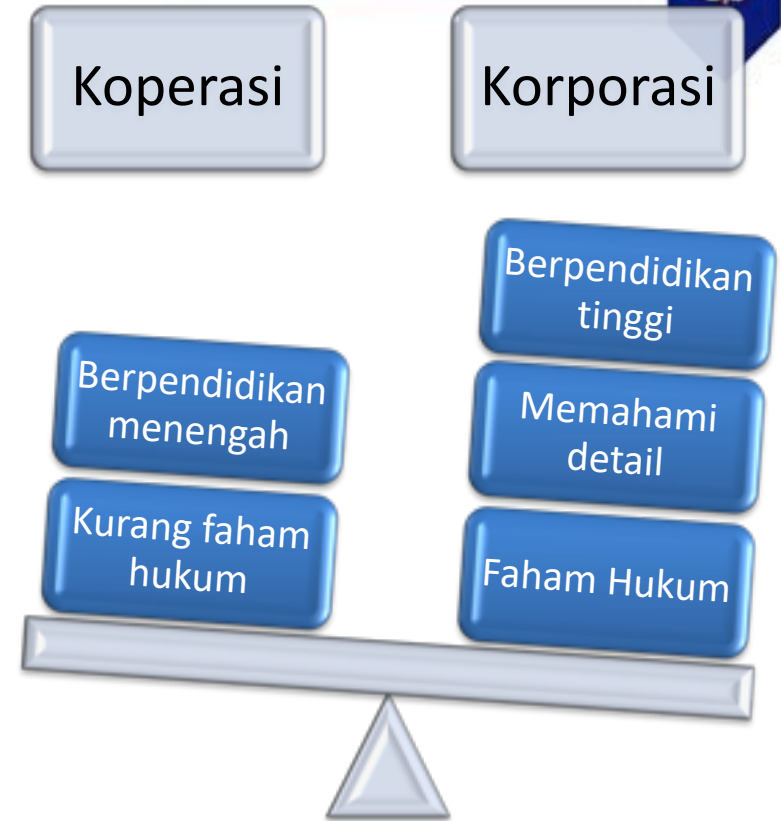 Koperasi
Korporasi
Berpendidikan
menengah
Kurang faham
hukum
Berpendidikan
tinggi
Memahami
detail
Faham Hukum